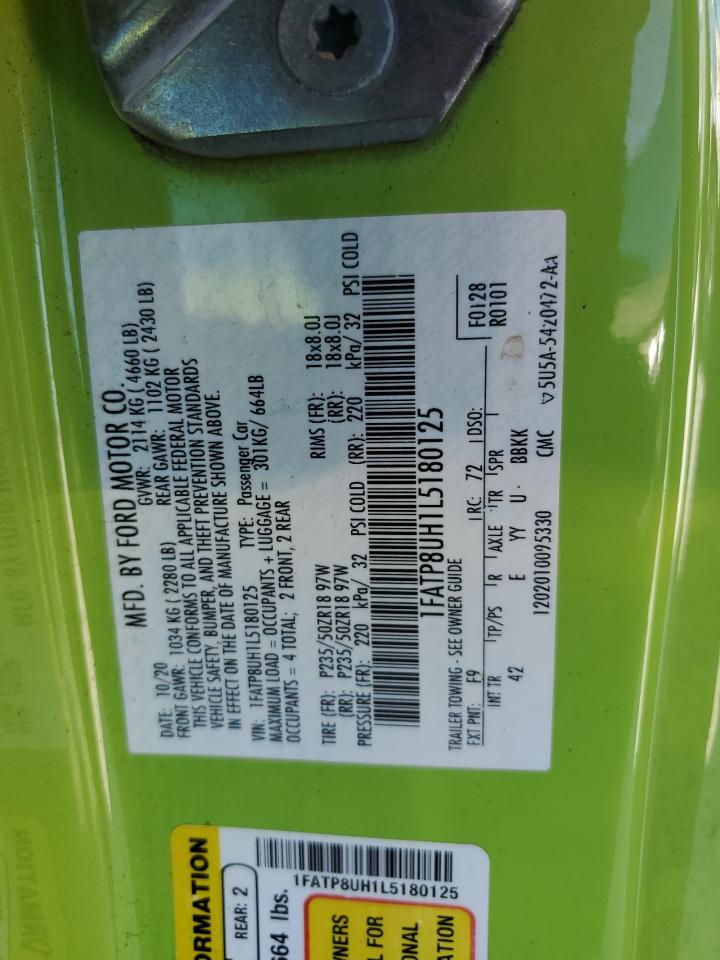 MFD. BY FORD MOTOR CO.
DATE: 10/20 GVWR: 2114 KG ( 4660 LB)
FRONT GAWR: 1034 KG ( 2280 LB) REAR GAWR: 1102 KG ( 2430 LB)
THIS VEHICLE CONFORMS TO ALL APPLICABLE FEDERAL MOTOR
VEHICLE SAFETY, BUMPER, AND THEFT PREVENTION STANDARDS
IN EFFECT ON THE DATE OF MANUFACTURE SHOWN ABOVE.
VIN: 1FATP8UH1L5180125 TYPE: Passenger Car
MAXIMUM LOAD = OCCUPANTS + LUGGAGE = 301KG/ 664LB
OCCUPANTS = 4 TOTAL; 2 FRONT, 2 REAR
TIRE (FR): P235/50ZR18 97W RIMS (FR): 18x8.0J
(RR): P235/50ZR18 97W (RR): 18x8.0J
PRESSURE (FR): 220 kPa/ 32 PSI COLD (RR): 220 kPa/ 32 PSI COLD
1FATP8UH1L5180125
TRAILER TOWING - SEE OWNER GUIDE F0128
EXT PNT: F9 RC: 72 DSO: R0101
INT TR TP/PS R AXLE TR SPR
42 E YY U BBKK
1202010095330 CMC ▽5U5A-5420472-AA
ORMATION
REAR: 2
664 lbs.
1FATP8UH1L5180125
WNERS
L FOR
ONAL
ATION